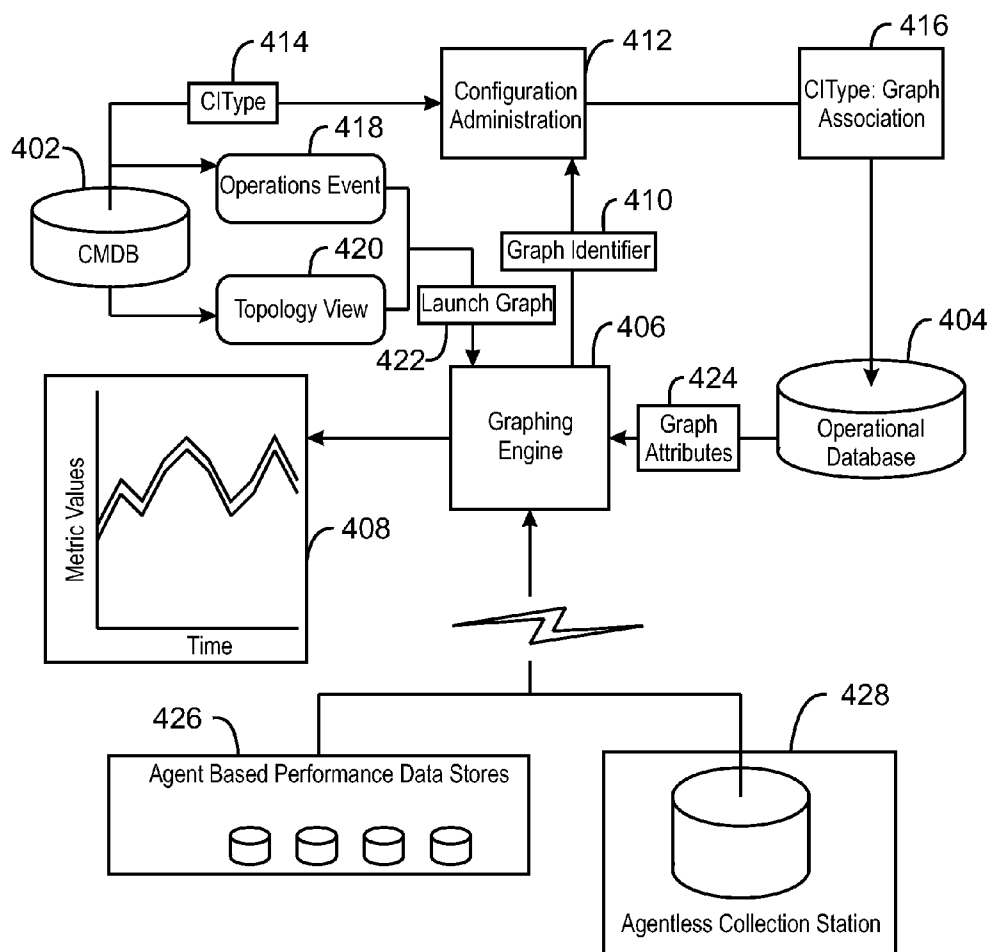 414
412
416
CIType
Configuration
Administration
CIType: Graph
Association
402
418
Operations Event
410
CMDB
420
Graph Identifier
Topology View
Launch Graph
422
406
404
424
Graphing
Engine
Graph
Attributes
Operational
Database
Metric Values
408
Time
426
428
Agent Based Performance Data Stores
Agentless Collection Station